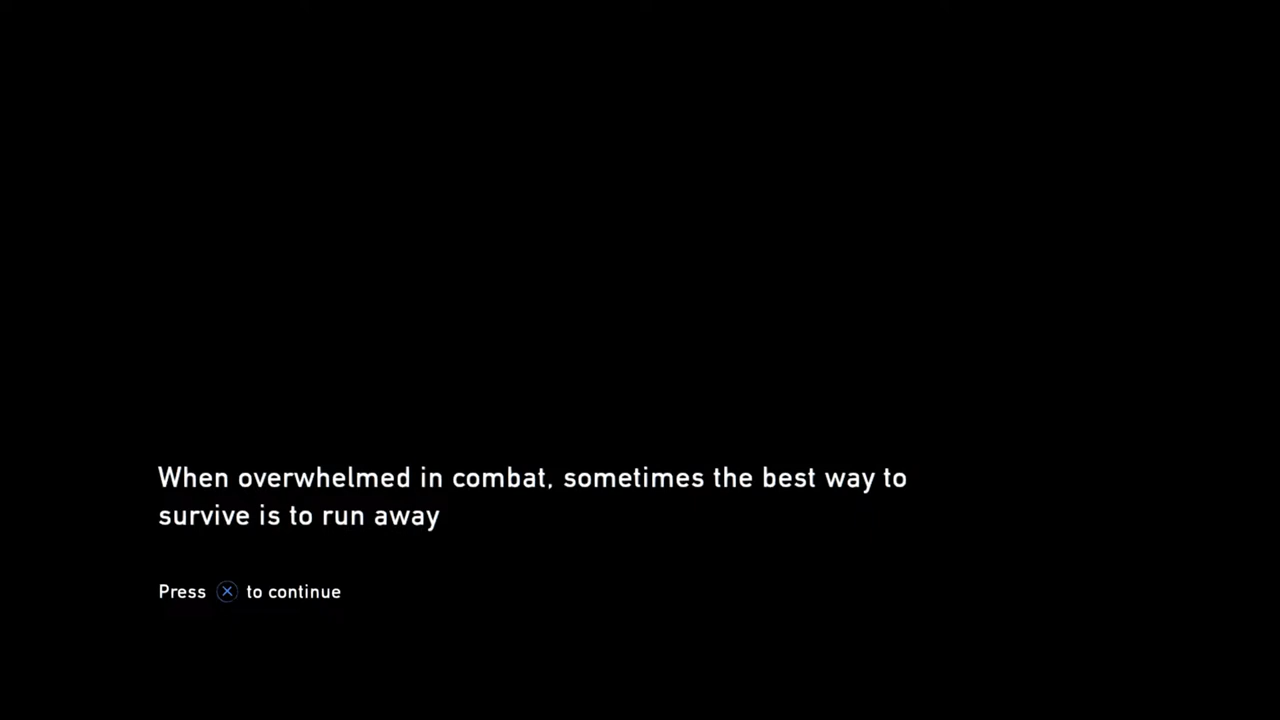 When overwhelmed in combat, sometimes the best way to
survive is to run away
Press ⓧ to continue